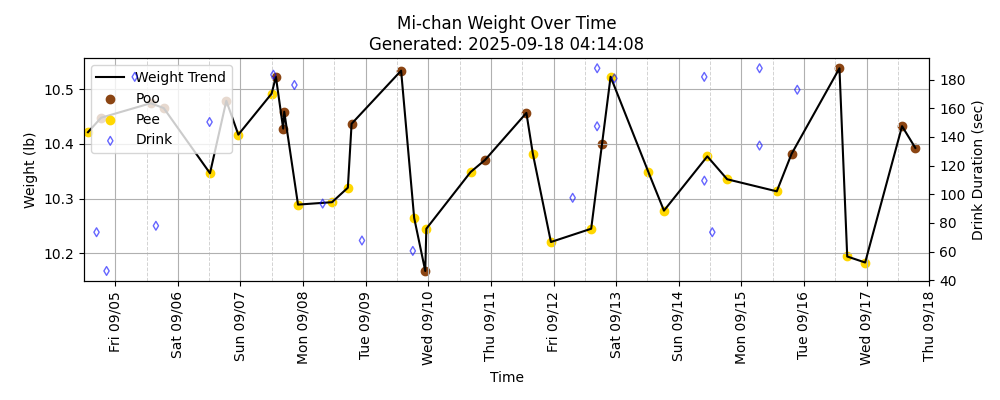 Mi-chan Weight Over Time
Generated: 2025-09-18 04:14:08
Weight Trend
Poo
Pee
Drink
Weight (lb)
10.5
10.4
10.3
10.2
Drink Duration (sec)
180
160
140
120
100
80
60
40
Fri 09/05
Sat 09/06
Sun 09/07
Mon 09/08
Tue 09/09
Wed 09/10
Thu 09/11
Fri 09/12
Sat 09/13
Sun 09/14
Mon 09/15
Tue 09/16
Wed 09/17
Thu 09/18
Time